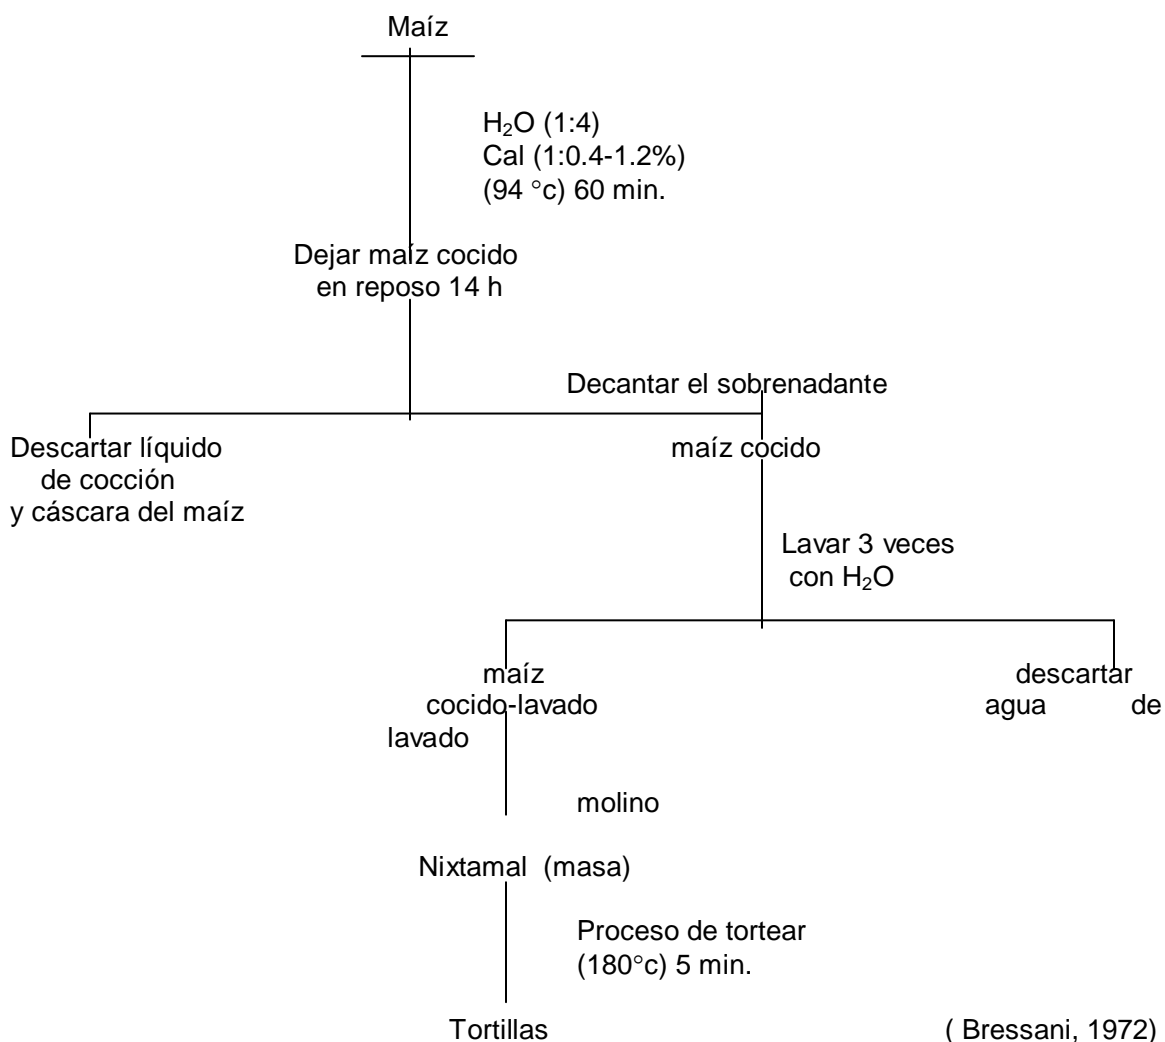 Maíz
H₂O (1:4)
Cal (1:0.4-1.2%)
(94 °c) 60 min.
Dejar maíz cocido
en reposo 14 h
Decantar el sobrenadante
Descartar líquido
de cocción
y cáscara del maíz
maíz cocido
Lavar 3 veces
con H₂O
maíz descartar
cocido-lavado agua de
lavado
molino
Nixtamal (masa)
Proceso de tortear
(180°c) 5 min.
Tortillas ( Bressani, 1972)